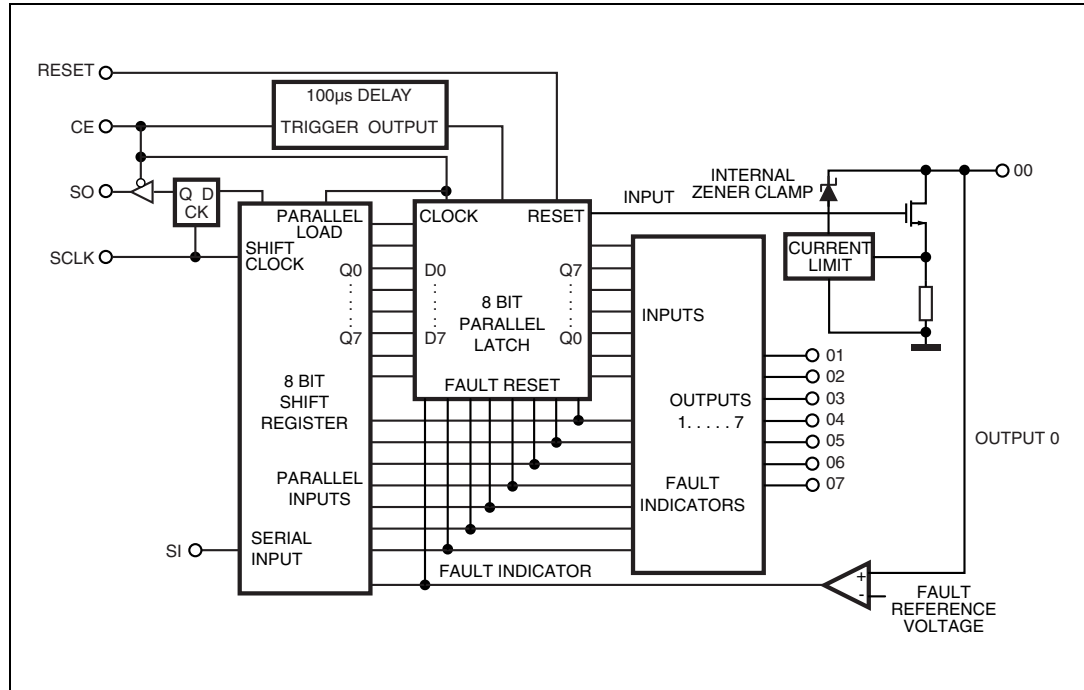 RESET
100µs DELAY
CE
TRIGGER OUTPUT
SO
Q D
CK
INTERNAL
ZENER CLAMP
00
INPUT
PARALLEL
LOAD
CLOCK
RESET
SCLK
SHIFT
CLOCK
CURRENT
LIMIT
Q0
D0
Q7
8 BIT
PARALLEL
LATCH
INPUTS
Q7
D7
Q0
01
8 BIT
SHIFT
REGISTER
FAULT RESET
02
OUTPUTS
1. . . . . 7
03
04
05
06
07
OUTPUT 0
PARALLEL
INPUTS
FAULT
INDICATORS
SI
SERIAL
INPUT
FAULT INDICATOR
+
-
FAULT
REFERENCE
VOLTAGE